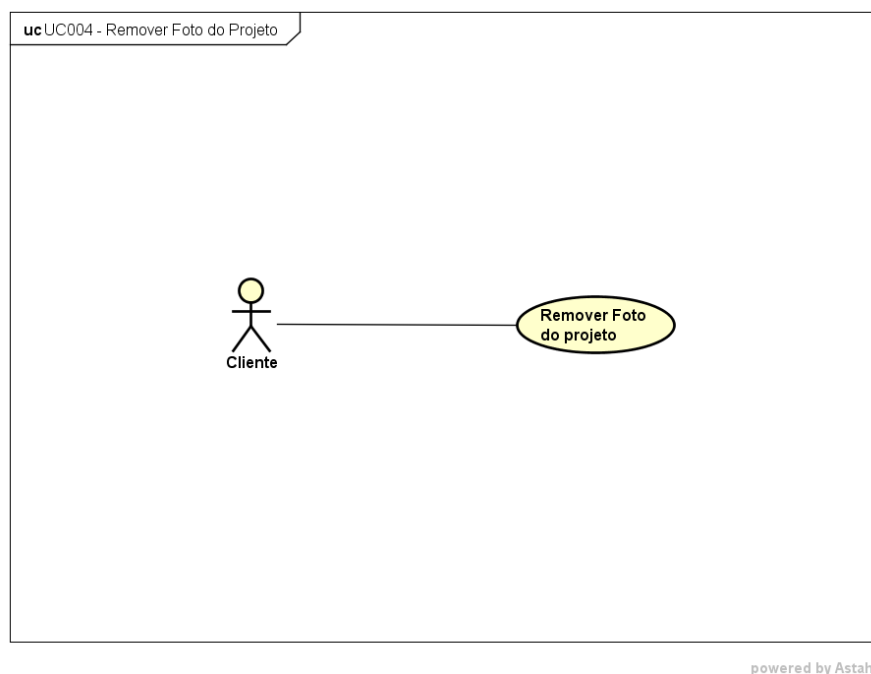 uc UC004 - Remover Foto do Projeto
Remover Foto
do projeto
Cliente
powered by Astah